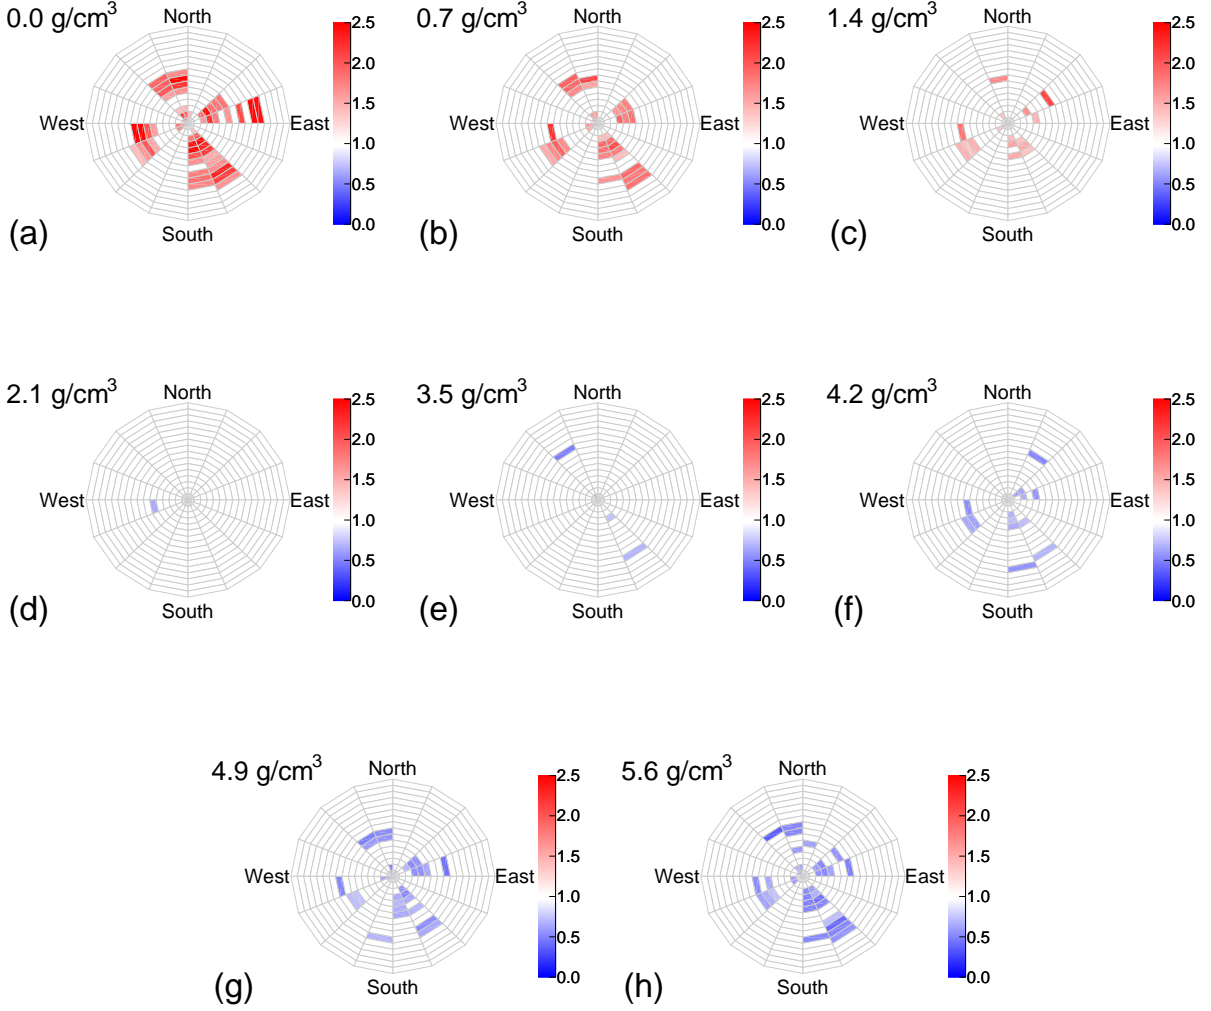 0.0 g/cm³ North 2.5
2.0
1.5
West East 1.0
0.5
0.0
(a) South
0.7 g/cm³ North 2.5
2.0
1.5
West East 1.0
0.5
0.0
(b) South
1.4 g/cm³ North 2.5
2.0
1.5
West East 1.0
0.5
0.0
(c) South
2.1 g/cm³ North 2.5
2.0
1.5
West East 1.0
0.5
0.0
(d) South
3.5 g/cm³ North 2.5
2.0
1.5
West East 1.0
0.5
0.0
(e) South
4.2 g/cm³ North 2.5
2.0
1.5
West East 1.0
0.5
0.0
(f) South
4.9 g/cm³ North 2.5
2.0
1.5
West East 1.0
0.5
0.0
(g) South
5.6 g/cm³ North 2.5
2.0
1.5
West East 1.0
0.5
0.0
(h) South